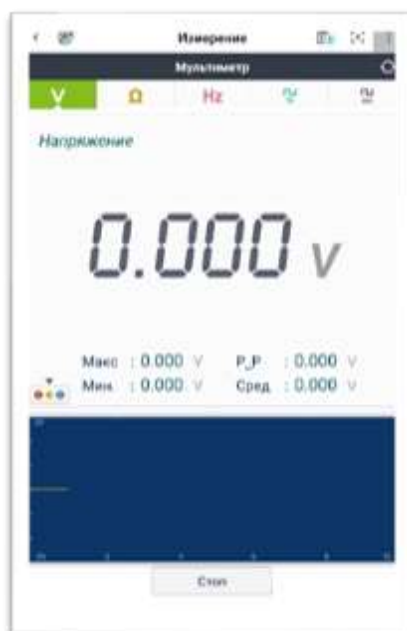 Измерение
Мультиметр
V Ω Hz
Напряжение
0.000 V
Макс : 0.000 V P_P : 0.000 V
Мин : 0.000 V Сред : 0.000 V
Стоп